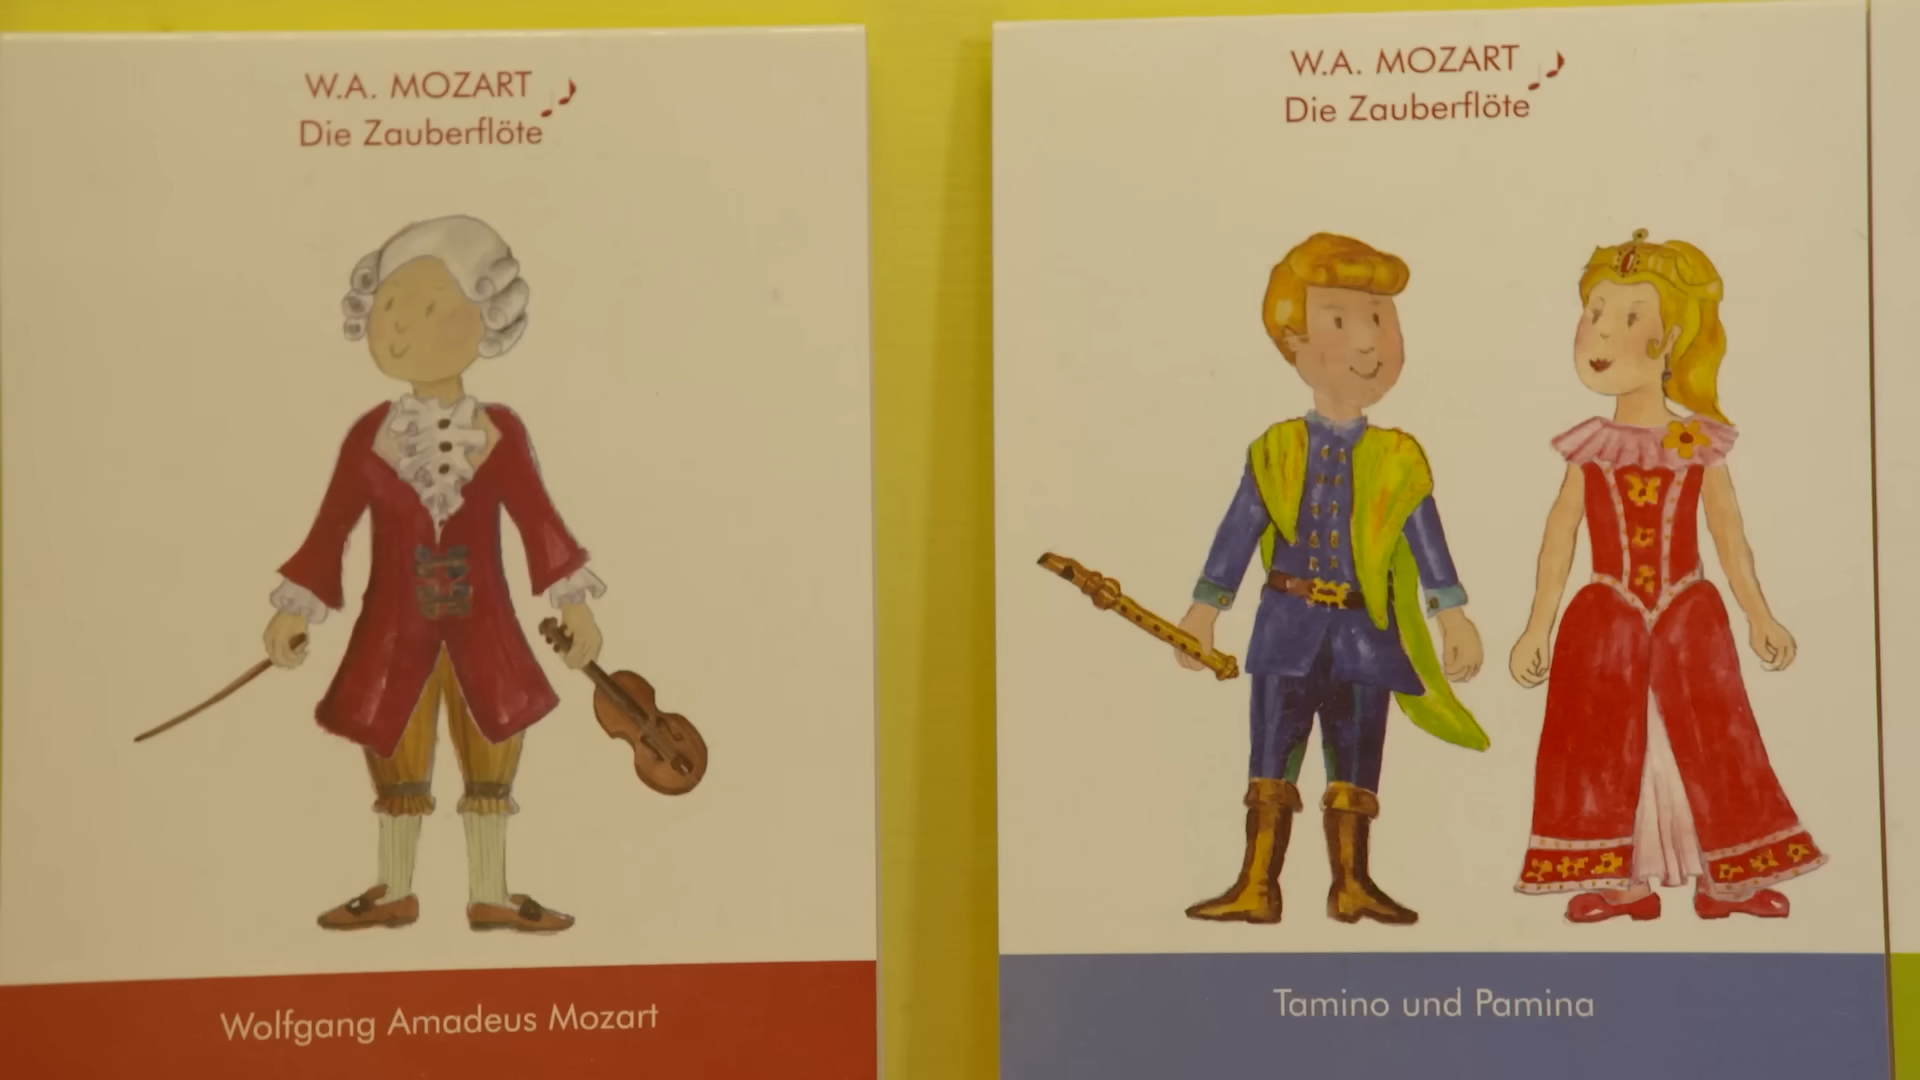 W.A. MOZART
Die Zauberflöte
Wolfgang Amadeus Mozart
W.A. MOZART
Die Zauberflöte
Tamino und Pamina